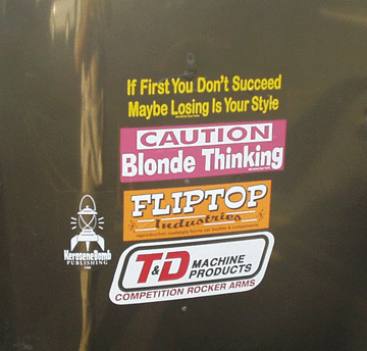 If First You Don't Succeed
Maybe Losing Is Your Style
CAUTION
Blonde Thinking
FLIPTOP
Industries
KeroseneBomb
PUBLISHING
T&D MACHINE
PRODUCTS
COMPETITION ROCKER ARMS